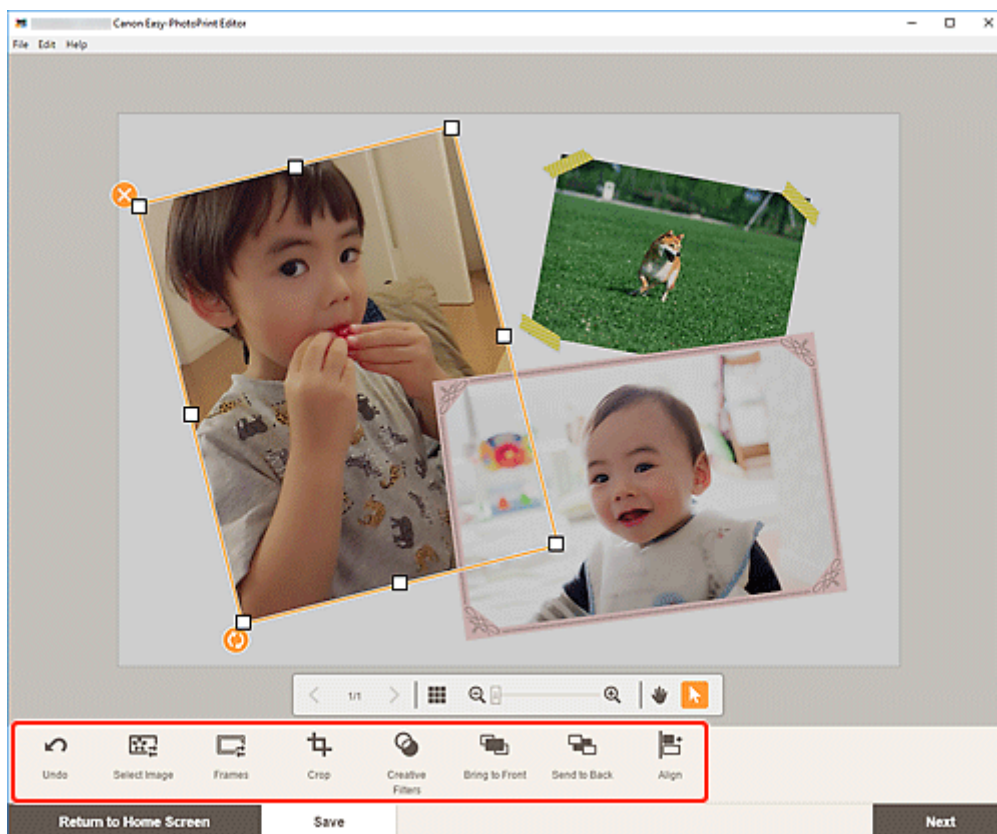 Canon Easy-PhotoPrint Editor
File Edit Help
1/1
Undo
Select Image
Frames
Crop
Creative
Filters
Bring to Front
Send to Back
Align
Return to Home Screen
Save
Next